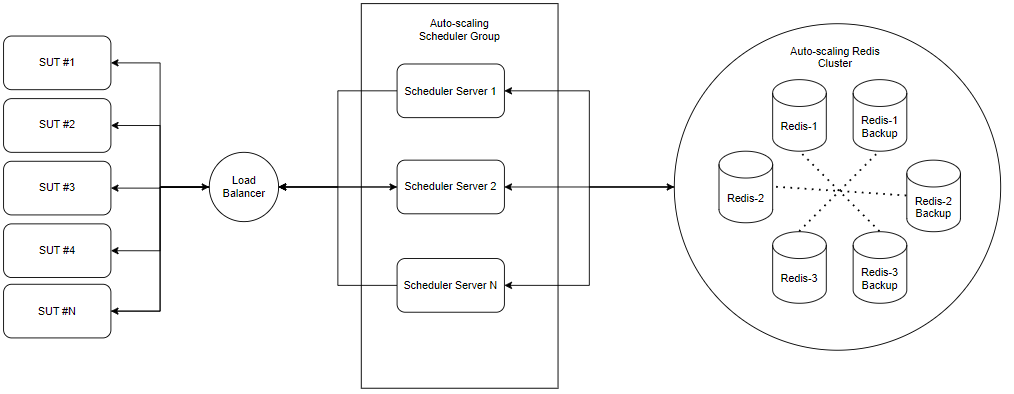 SUT #1
SUT #2
SUT #3
SUT #4
SUT #N
Load
Balancer
Auto-scaling
Scheduler Group
Scheduler Server 1
Scheduler Server 2
Scheduler Server N
Auto-scaling Redis
Cluster
Redis-1
Redis-1
Backup
Redis-2
Redis-2
Backup
Redis-3
Redis-3
Backup